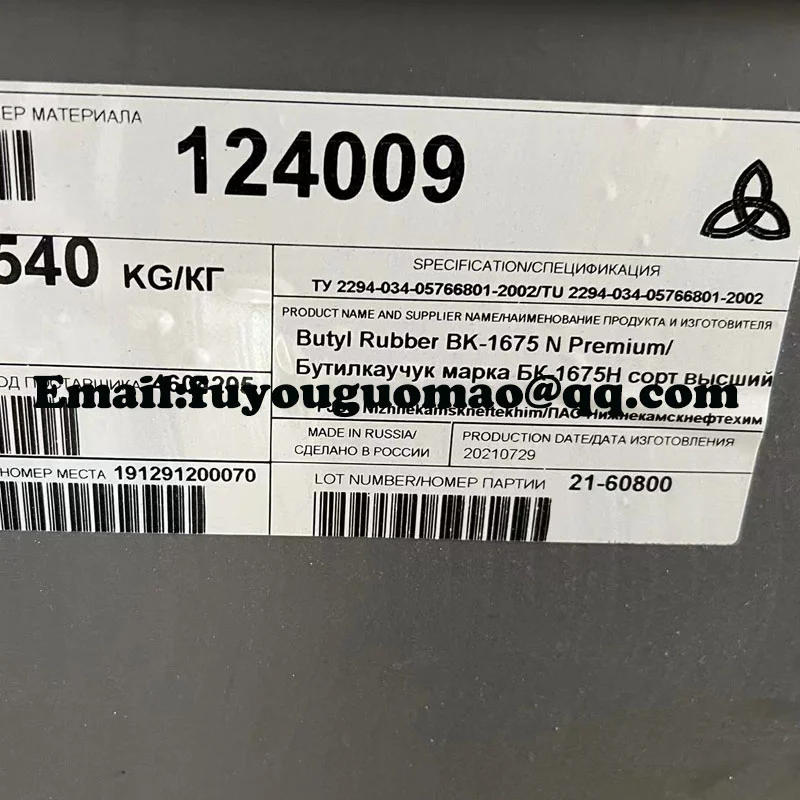 ЕР МАТЕРИАЛА
124009
540 KG/КГ
SPECIFICATION/СПЕЦИФИКАЦИЯ
ТУ 2294-034-05766801-2002/TU 2294-034-05766801-2002
PRODUCT NAME AND SUPPLIER NAME/НАИМЕНОВАНИЕ ПРОДУКТА И ИЗГОТОВИТЕЛЯ
Butyl Rubber BK-1675 N Premium/
Бутилкаучук марка БК-1675Н сорт высший
Nizhnekamskneftekhim/ПАО Нижнекамскнефтехим
Email:fuyouguomao@qq.com
MADE IN RUSSIA/
СДЕЛАНО В РОССИИ
PRODUCTION DATE/ДАТА ИЗГОТОВЛЕНИЯ
20210729
НОМЕР МЕСТА 191291200070
LOT NUMBER/НОМЕР ПАРТИИ 21-60800